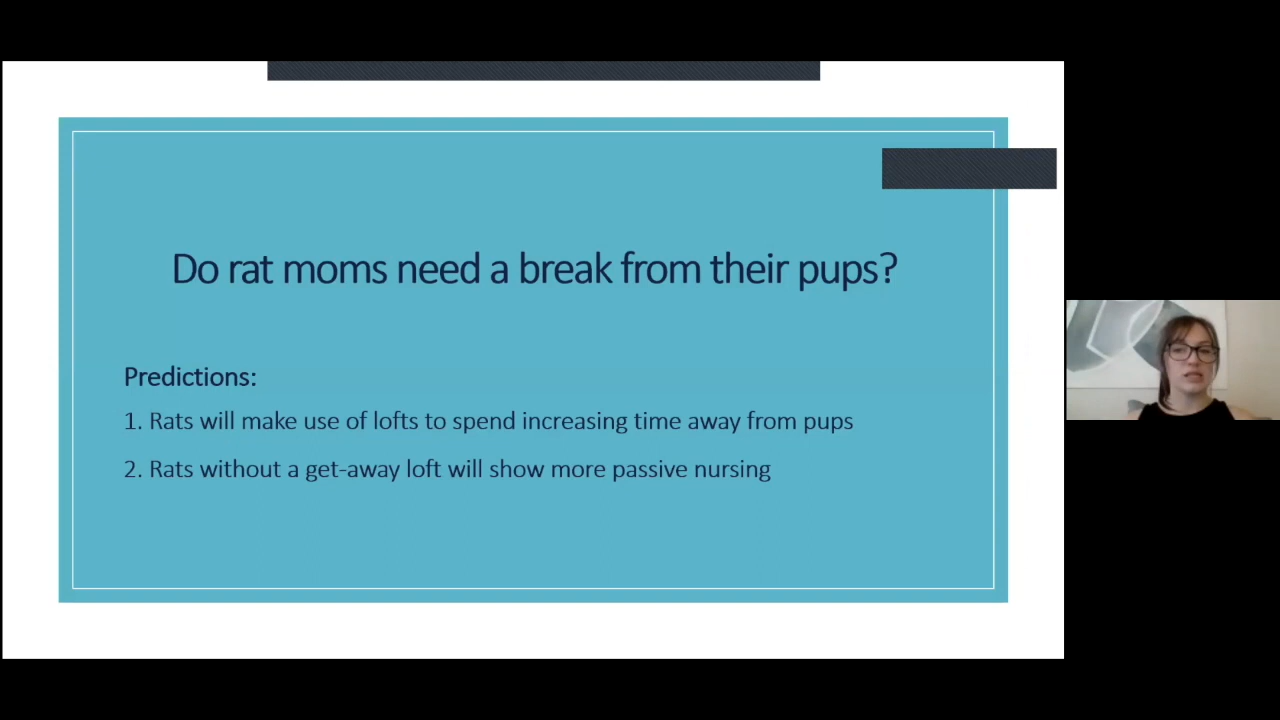 Do rat moms need a break from their pups?
Predictions:
1. Rats will make use of lofts to spend increasing time away from pups
2. Rats without a get-away loft will show more passive nursing